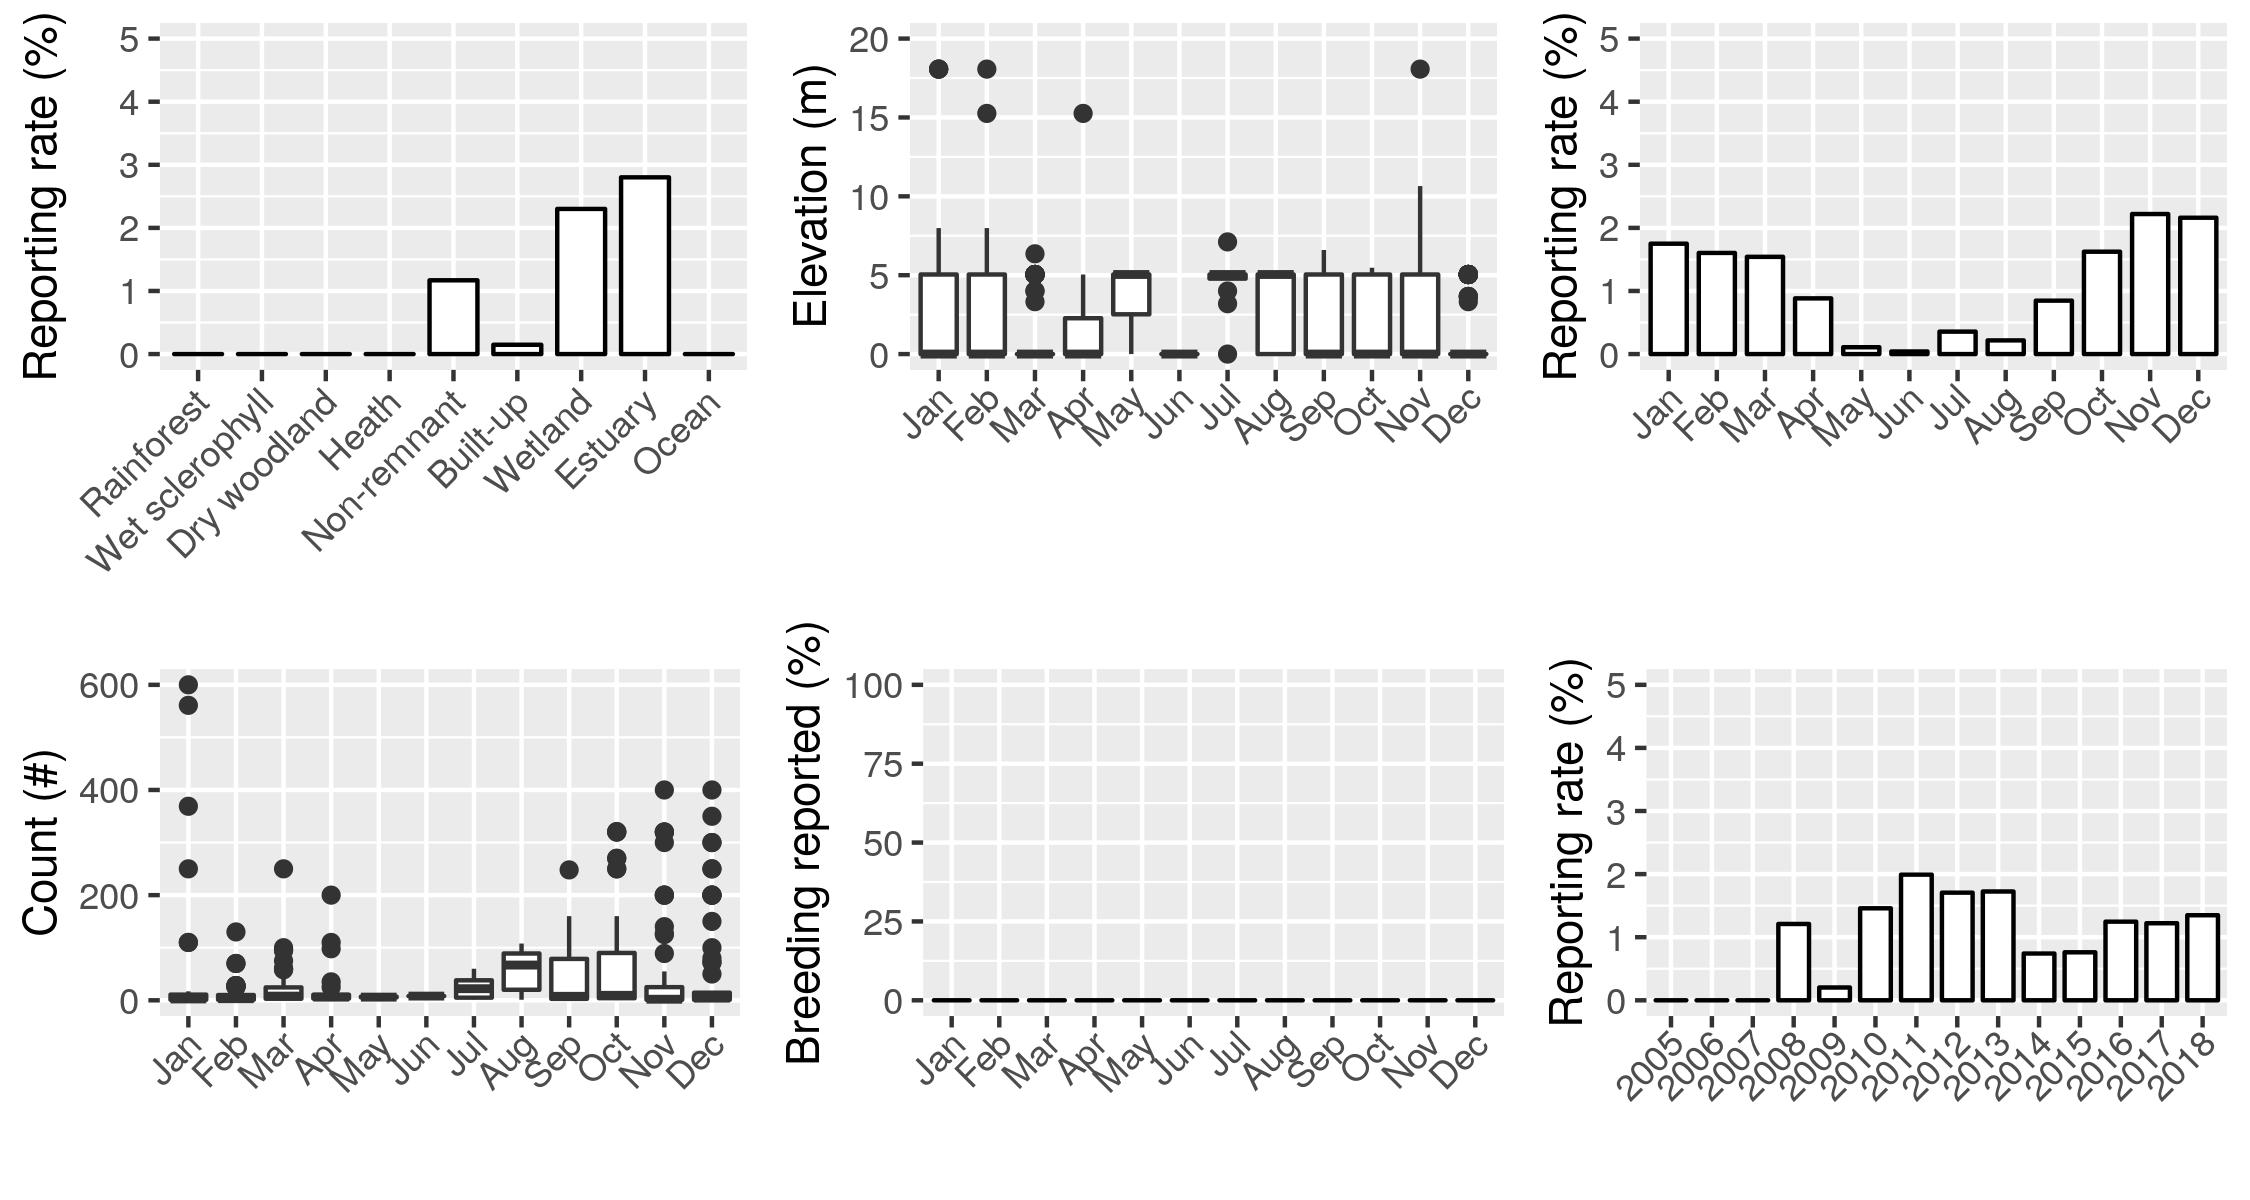 Reporting rate (%)
5
4
3
2
1
0
Rainforest
Wet sclerophyll
Dry woodland
Heath
Non-remnant
Built-up
Wetland
Estuary
Ocean
Elevation (m)
20
15
10
5
0
Jan
Feb
Mar
Apr
May
Jun
Jul
Aug
Sep
Oct
Nov
Dec
Reporting rate (%)
5
4
3
2
1
0
Jan
Feb
Mar
Apr
May
Jun
Jul
Aug
Sep
Oct
Nov
Dec
Count (#)
600
400
200
0
Jan
Feb
Mar
Apr
May
Jun
Jul
Aug
Sep
Oct
Nov
Dec
Breeding reported (%)
100
75
50
25
0
Jan
Feb
Mar
Apr
May
Jun
Jul
Aug
Sep
Oct
Nov
Dec
Reporting rate (%)
5
4
3
2
1
0
2005
2006
2007
2008
2009
2010
2011
2012
2013
2014
2015
2016
2017
2018